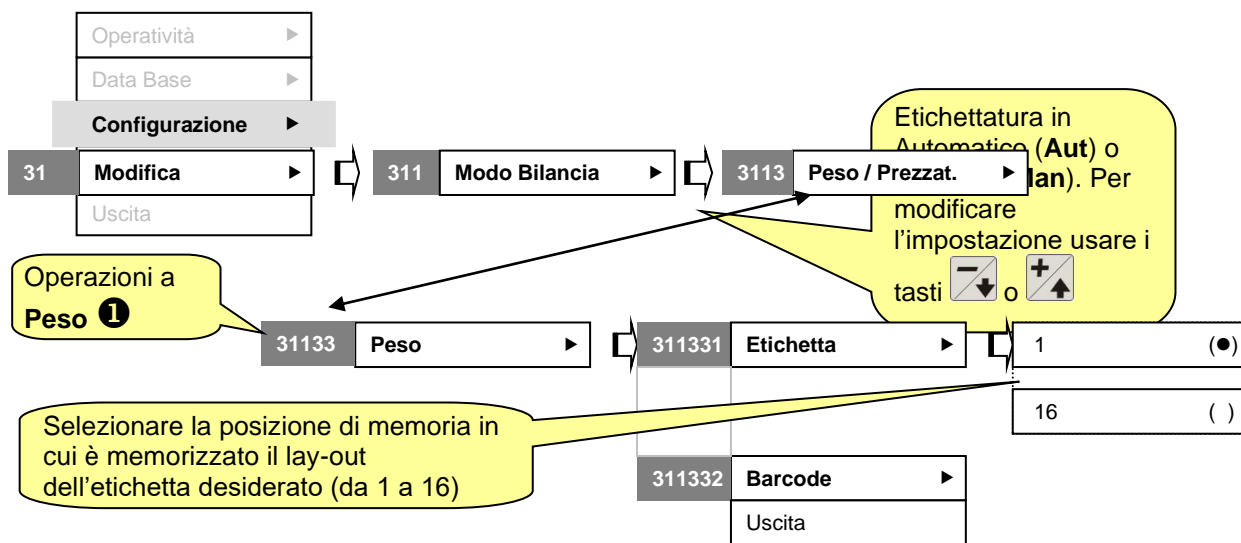 Operatività
Data Base
Configurazione
31 Modifica
311 Modo Bilancia
3113 Peso / Prezzat.
Uscita
Etichettatura in
Automatico (Aut) o
Man). Per
modificare
l'impostazione usare i
tasti o
Operazioni a
Peso ❶
31133 Peso
311331 Etichetta
1 (●)
16 ( )
Selezionare la posizione di memoria in
cui è memorizzato il lay-out
dell'etichetta desiderato (da 1 a 16)
311332 Barcode
Uscita